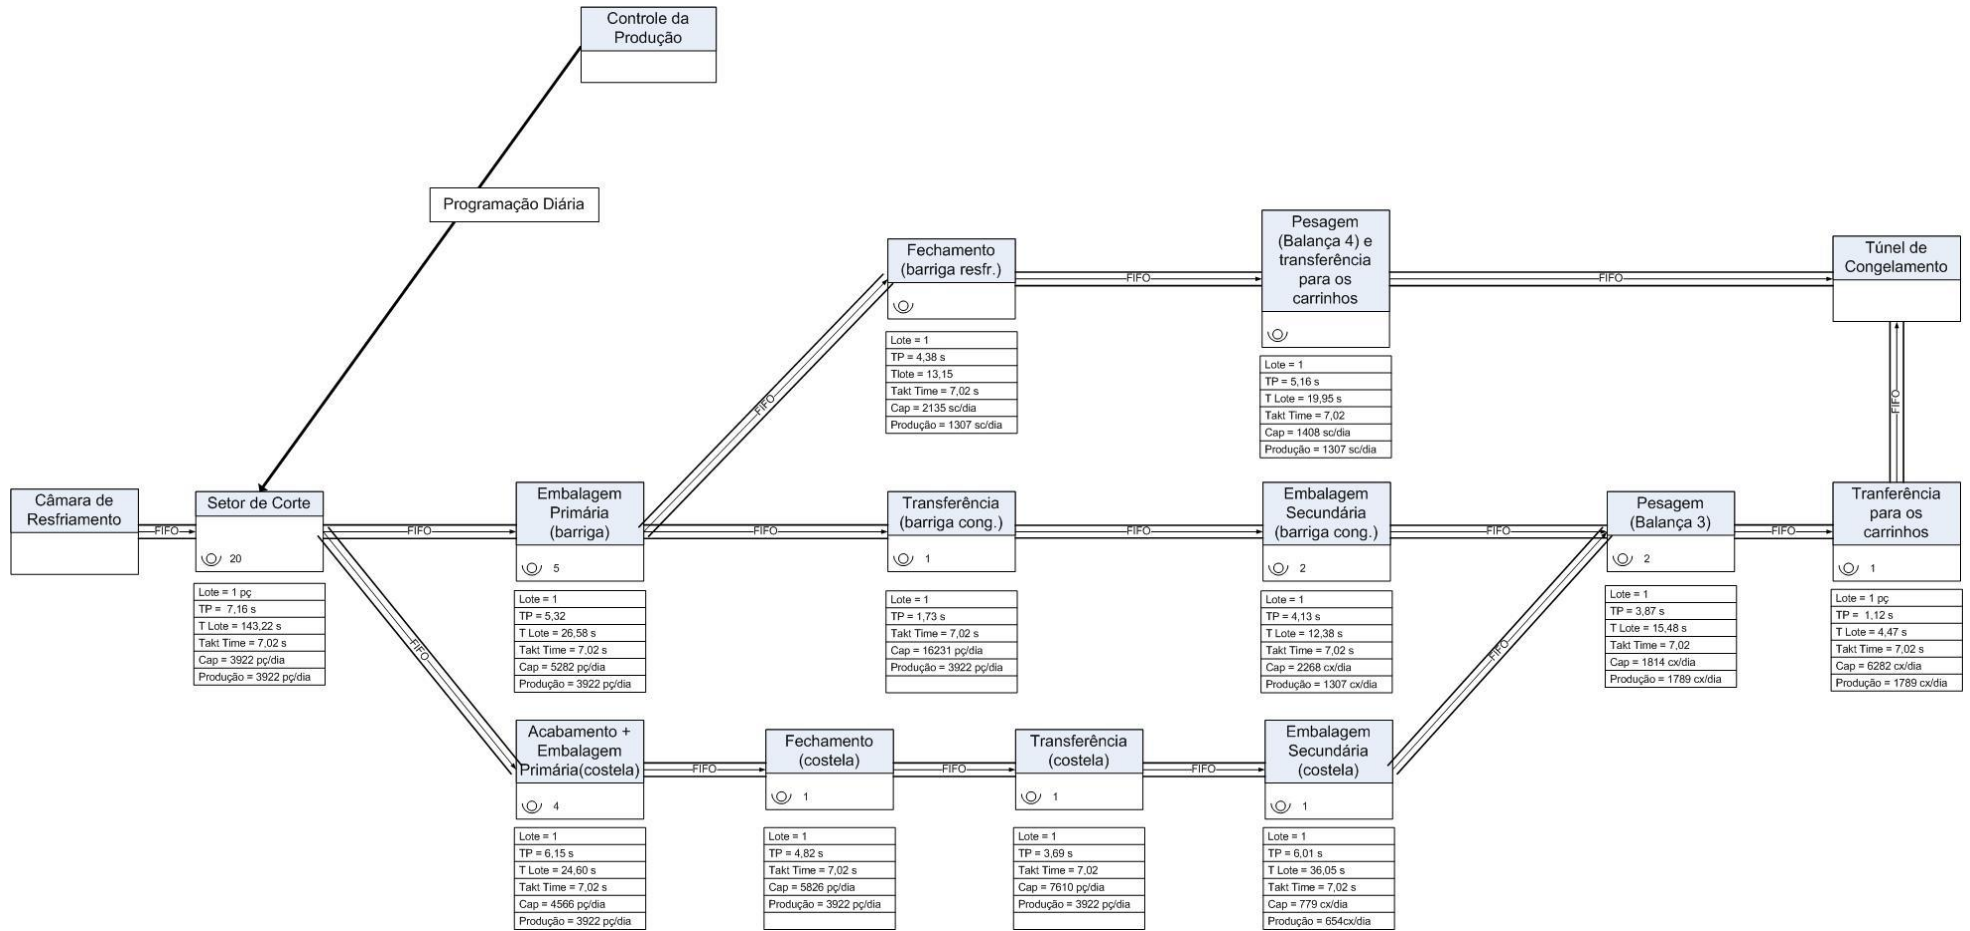 Controle da
Produção
Programação Diária
Câmara de
Resfriamento
FIFO
Setor de Corte
20
Lote = 1 pç
TP = 7,16 s
T Lote = 143,22 s
Takt Time = 7,02 s
Cap = 3922 pç/dia
Produção = 3922 pç/dia
FIFO
FIFO
Embalagem
Primária
(barriga)
5
Lote = 1
TP = 5,32
T Lote = 26,58 s
Takt Time = 7,02 s
Cap = 5282 pç/dia
Produção = 3922 pç/dia
FIFO
FIFO
Fechamento
(barriga resfr.)
Lote = 1
TP = 4,38 s
Tlote = 13,15
Takt Time = 7,02 s
Cap = 2135 sc/dia
Produção = 1307 sc/dia
FIFO
Pesagem
(Balança 4) e
transferência
para os
carrinhos
Lote = 1
TP = 5,16 s
T Lote = 19,95 s
Takt Time = 7,02
Cap = 1408 sc/dia
Produção = 1307 sc/dia
FIFO
Túnel de
Congelamento
Transferência
(barriga cong.)
1
Lote = 1
TP = 1,73 s
Takt Time = 7,02 s
Cap = 16231 pç/dia
Produção = 3922 pç/dia
FIFO
Embalagem
Secundária
(barriga cong.)
2
Lote = 1
TP = 4,13 s
T Lote = 12,38 s
Takt Time = 7,02 s
Cap = 2268 cx/dia
Produção = 1307 cx/dia
FIFO
Pesagem
(Balança 3)
2
Lote = 1
TP = 3,87 s
T Lote = 15,48 s
Takt Time = 7,02
Cap = 1814 cx/dia
Produção = 1789 cx/dia
FIFO
Tranferência
para os
carrinhos
1
Lote = 1 pç
TP = 1,12 s
T Lote = 4,47 s
Takt Time = 7,02 s
Cap = 6282 cx/dia
Produção = 1789 cx/dia
FIFO
Acabamento +
Embalagem
Primária(costela)
4
Lote = 1
TP = 6,15 s
T Lote = 24,60 s
Takt Time = 7,02 s
Cap = 4566 pç/dia
Produção = 3922 pç/dia
FIFO
Fechamento
(costela)
1
Lote = 1
TP = 4,82 s
Takt Time = 7,02 s
Cap = 5826 pç/dia
Produção = 3922 pç/dia
FIFO
Transferência
(costela)
1
Lote = 1
TP = 3,69 s
Takt Time = 7,02
Cap = 7610 pç/dia
Produção = 3922 pç/dia
FIFO
Embalagem
Secundária
(costela)
1
Lote = 1
TP = 6,01 s
T Lote = 36,05 s
Takt Time = 7,02 s
Cap = 779 cx/dia
Produção = 654cx/dia
FIFO